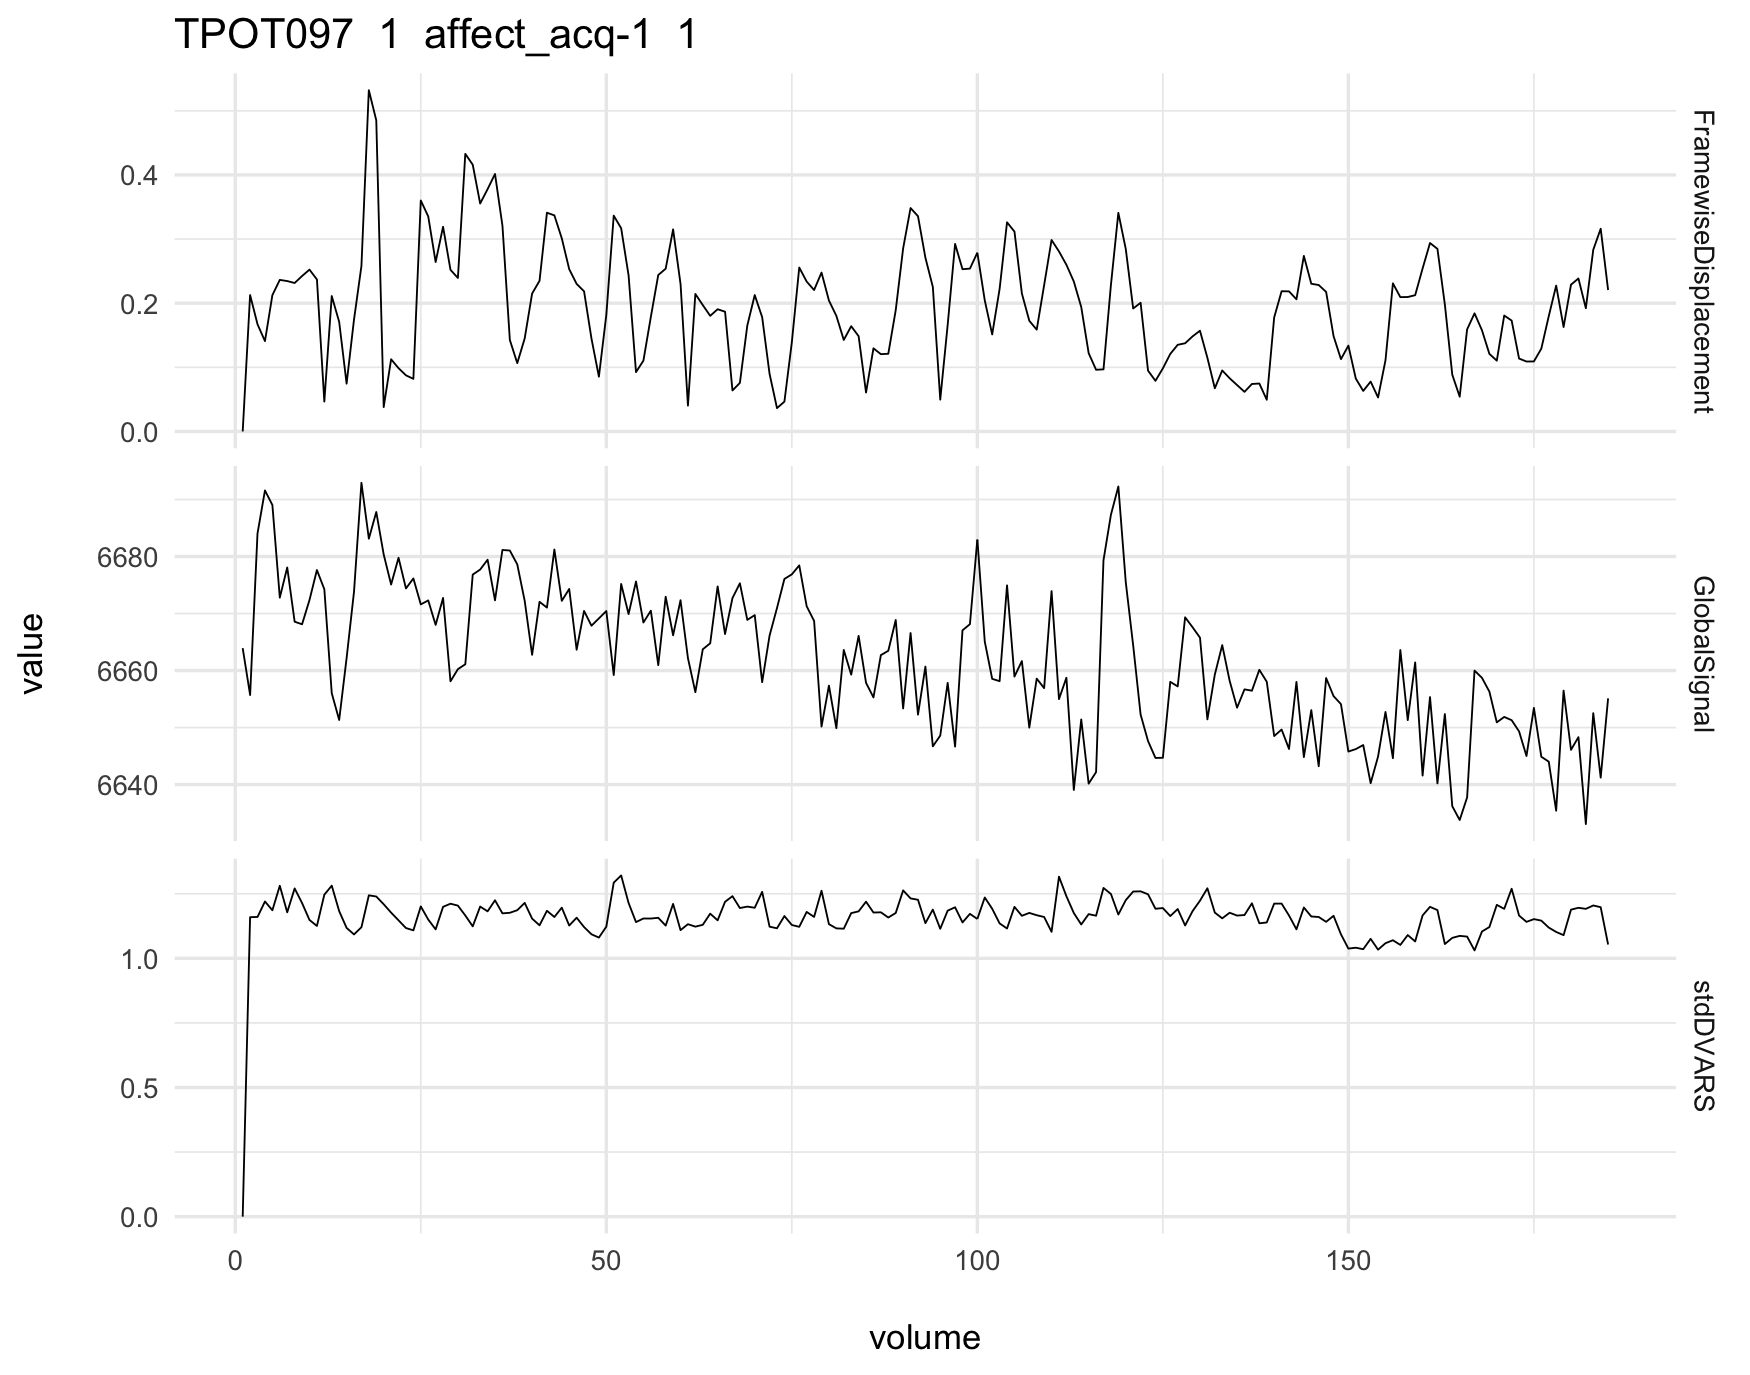 TPOT097 1 affect_acq-1 1
value
0.4
0.2
0.0
FramewiseDisplacement
6680
6660
6640
GlobalSignal
1.0
0.5
0.0
stdDVARS
0 50 100 150
volume